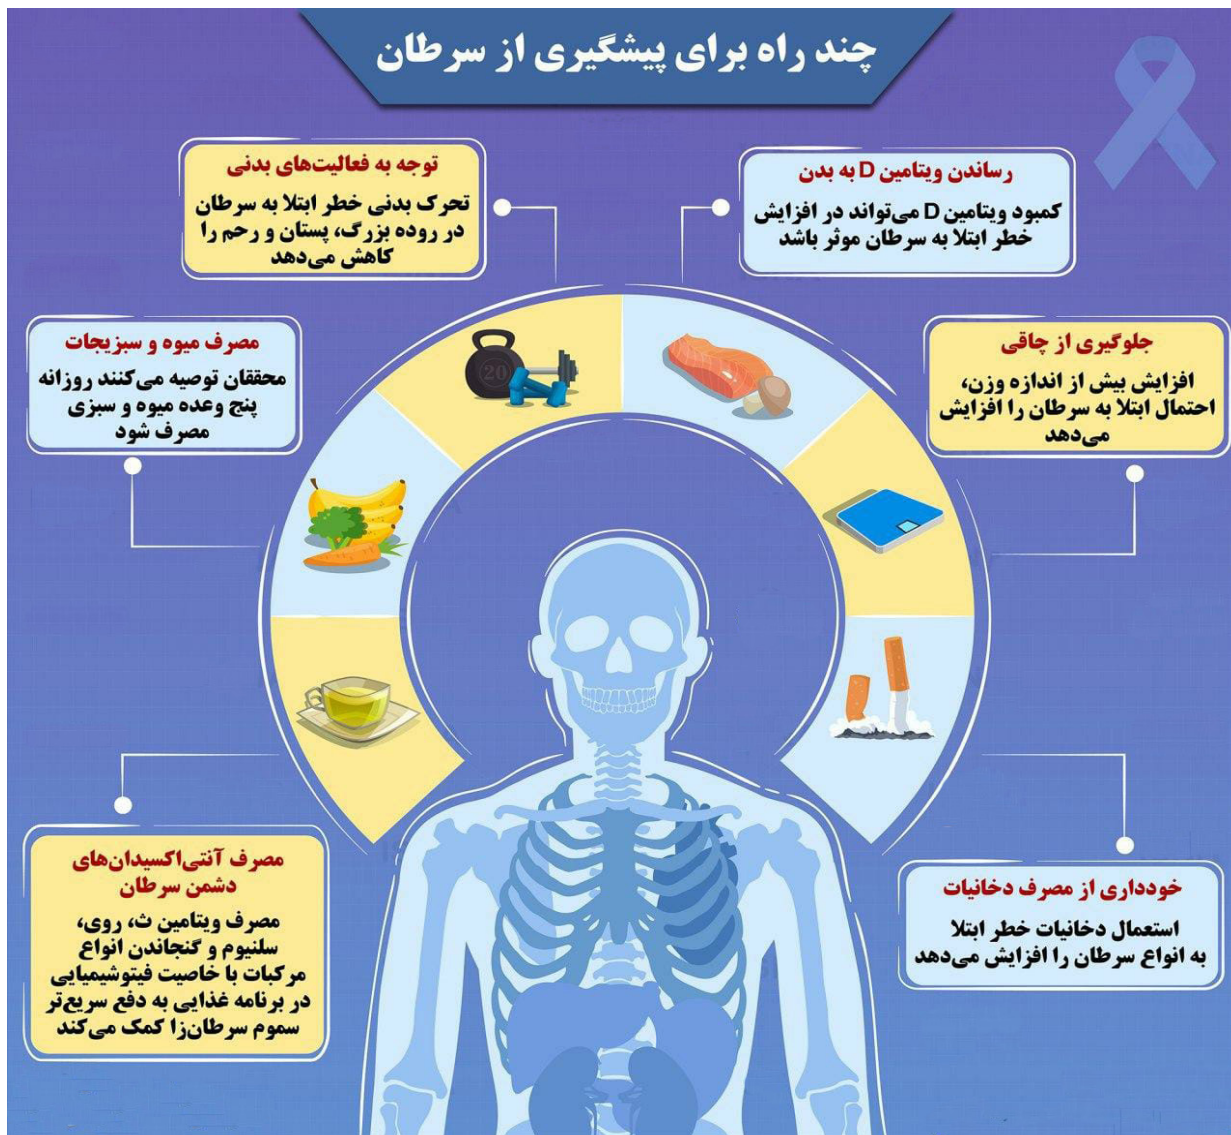 چند راه برای پیشگیری از سرطان
رساندن ویتامین D به بدن
کمبود ویتامین D می‌تواند در افزایش
خطر ابتلا به سرطان موثر باشد
توجه به فعالیت‌های بدنی
تحرک بدنی خطر ابتلا به سرطان
در روده بزرگ، پستان و رحم را
کاهش می‌دهد
جلوگیری از چاقی
افزایش بیش از اندازه وزن،
احتمال ابتلا به سرطان را افزایش
می‌دهد
مصرف میوه و سبزیجات
محققان توصیه می‌کنند روزانه
پنج وعده میوه و سبزی
مصرف شود
20
خودداری از مصرف دخانیات
استعمال دخانیات خطر ابتلا
به انواع سرطان را افزایش می‌دهد
مصرف آنتی‌اکسیدان‌های
دشمن سرطان
مصرف ویتامین ث، روی،
سلنیوم و گنجاندن انواع
مرکبات با خاصیت فیتوشیمیایی
در برنامه غذایی به دفع سریع‌تر
سموم سرطان‌زا کمک می‌کند